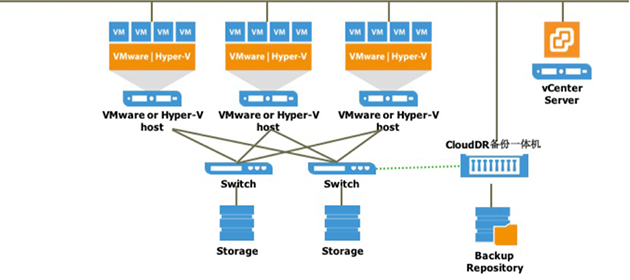 VM VM VM VM
VM VM VM VM
VM VM VM VM
VMware | Hyper-V
VMware | Hyper-V
VMware | Hyper-V
vCenter
Server
VMware or Hyper-V
host
VMware or Hyper-V
host
VMware or Hyper-V
host
CloudDR备份一体机
Switch
Switch
Storage
Storage
Backup
Repository